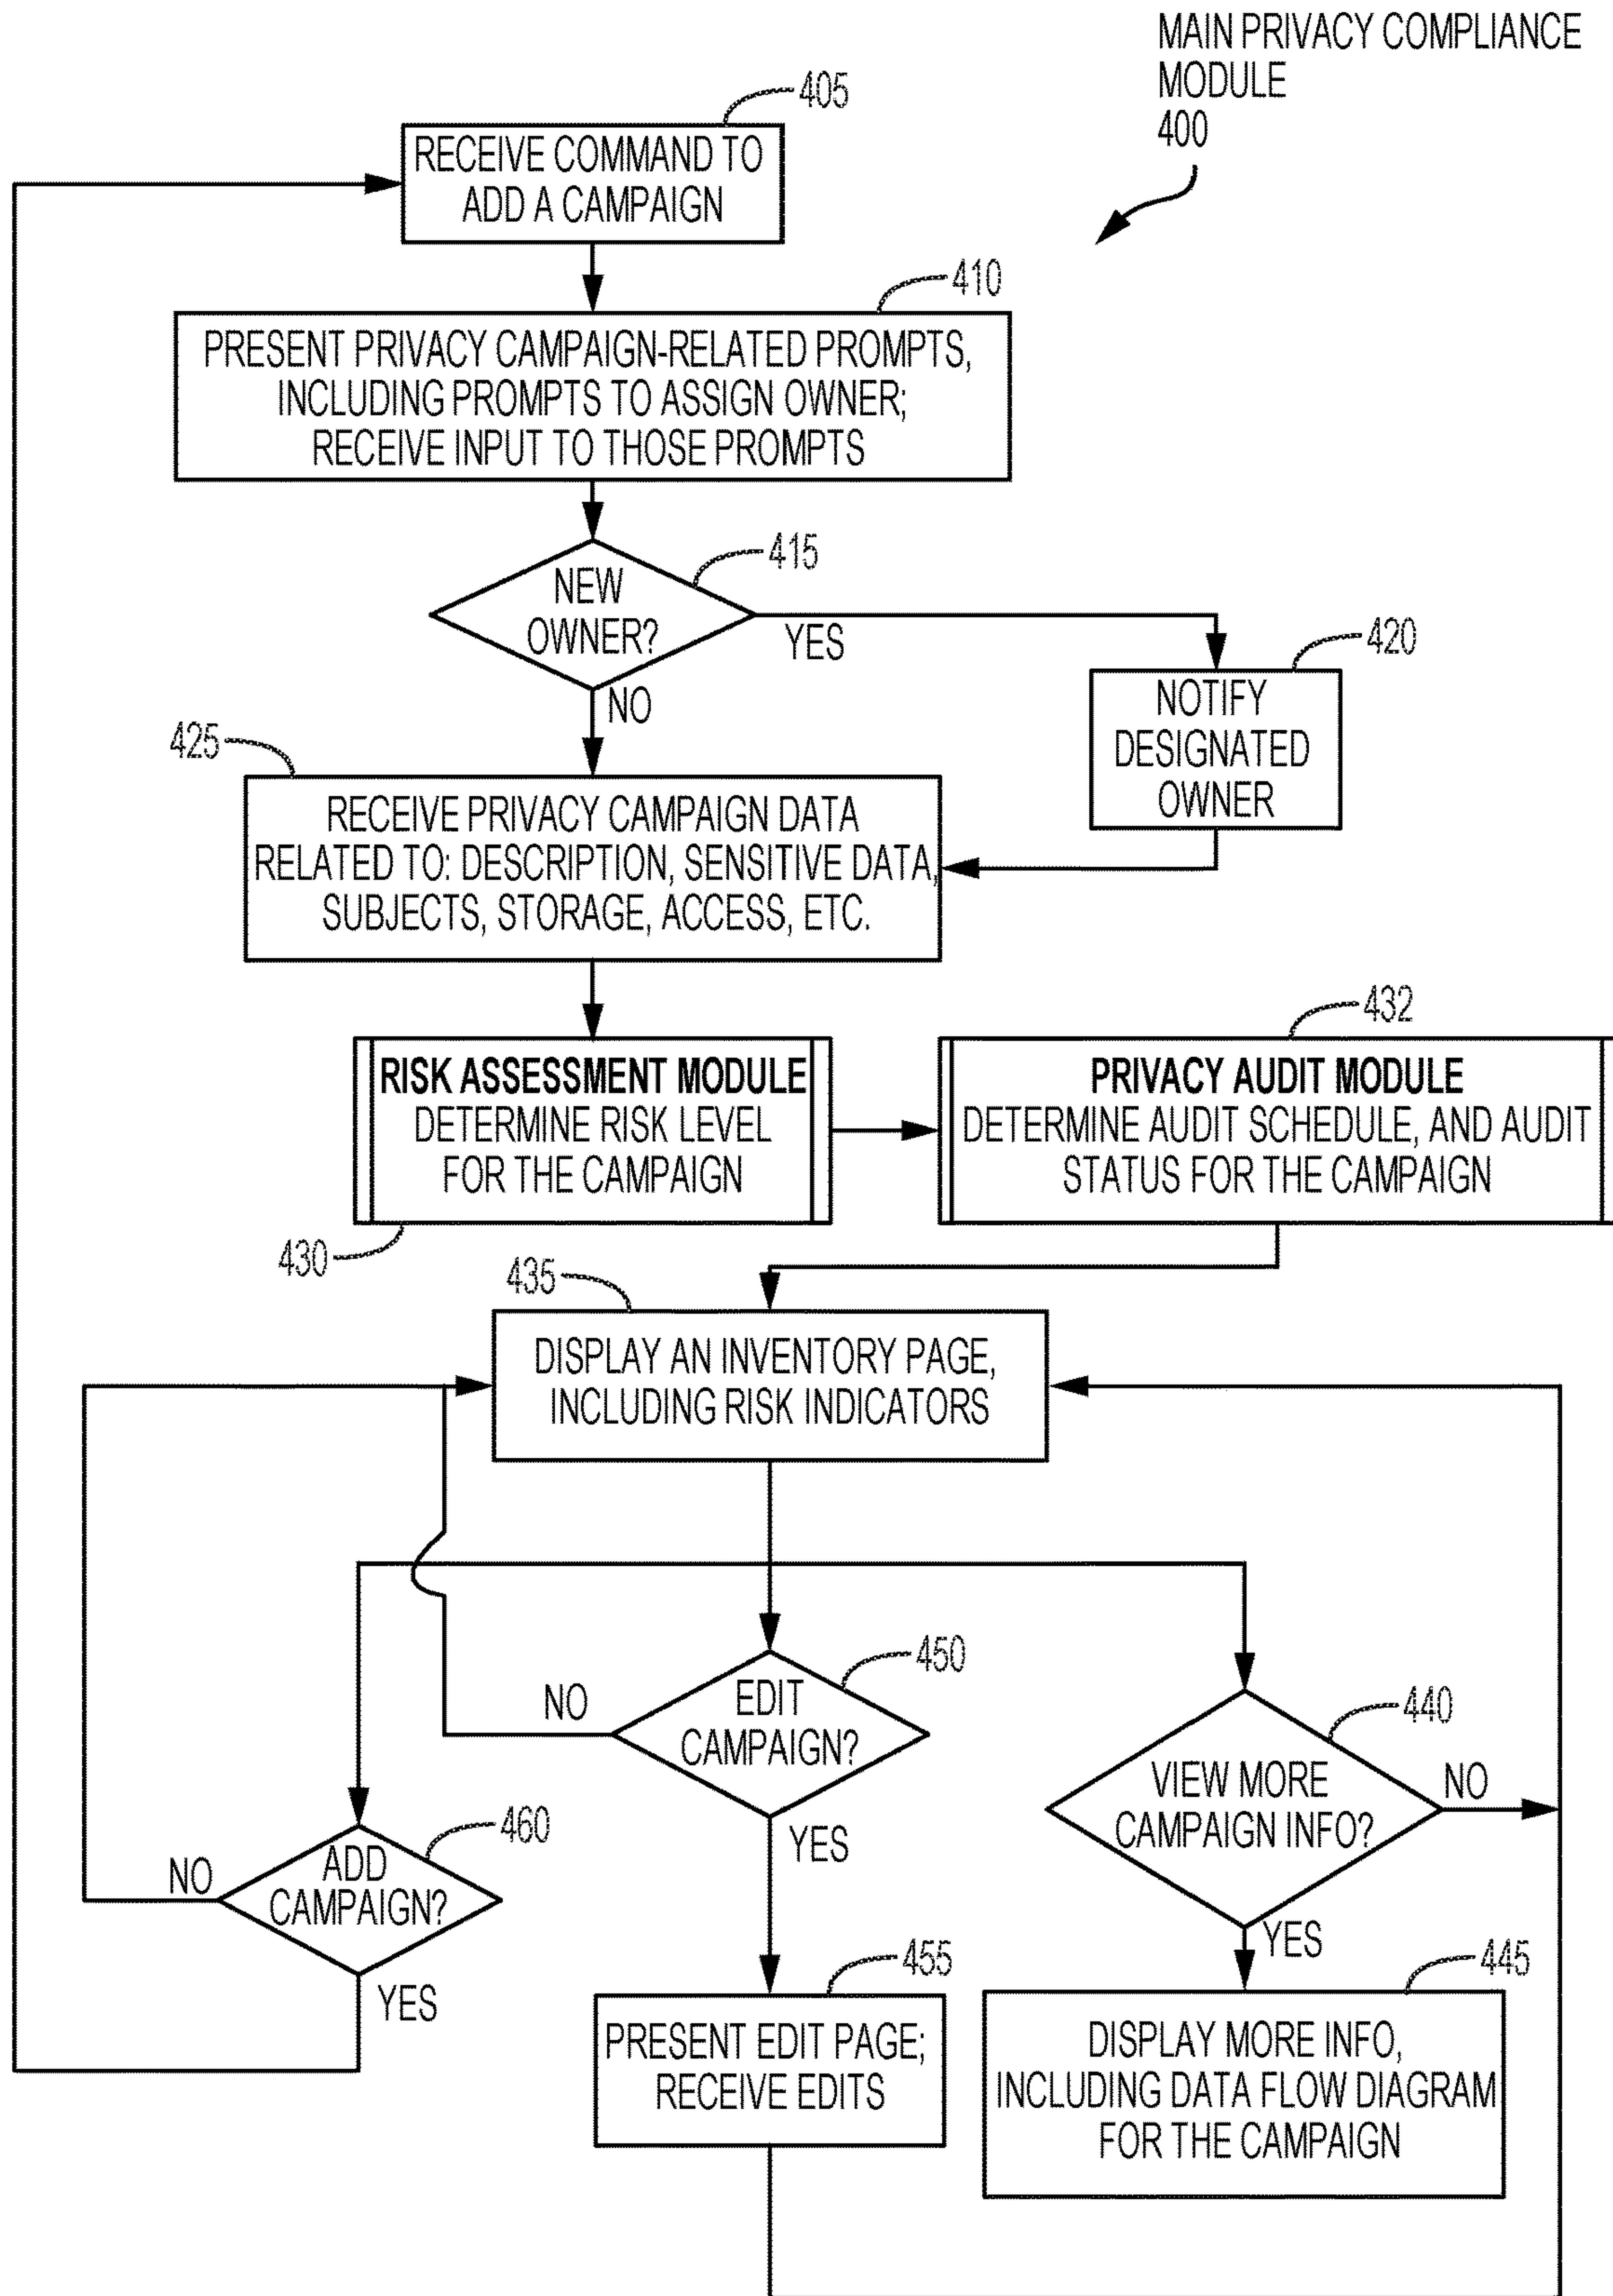 MAIN PRIVACY COMPLIANCE
MODULE
400
405
RECEIVE COMMAND TO
ADD A CAMPAIGN
410
PRESENT PRIVACY CAMPAIGN-RELATED PROMPTS,
INCLUDING PROMPTS TO ASSIGN OWNER;
RECEIVE INPUT TO THOSE PROMPTS
415
NEW
OWNER?
YES
NO
420
NOTIFY
DESIGNATED
OWNER
425
RECEIVE PRIVACY CAMPAIGN DATA
RELATED TO: DESCRIPTION, SENSITIVE DATA,
SUBJECTS, STORAGE, ACCESS, ETC.
RISK ASSESSMENT MODULE
DETERMINE RISK LEVEL
FOR THE CAMPAIGN
430
432
PRIVACY AUDIT MODULE
DETERMINE AUDIT SCHEDULE, AND AUDIT
STATUS FOR THE CAMPAIGN
435
DISPLAY AN INVENTORY PAGE,
INCLUDING RISK INDICATORS
450
EDIT
CAMPAIGN?
NO
YES
440
VIEW MORE
CAMPAIGN INFO?
NO
YES
460
ADD
CAMPAIGN?
NO
YES
455
PRESENT EDIT PAGE;
RECEIVE EDITS
445
DISPLAY MORE INFO,
INCLUDING DATA FLOW DIAGRAM
FOR THE CAMPAIGN